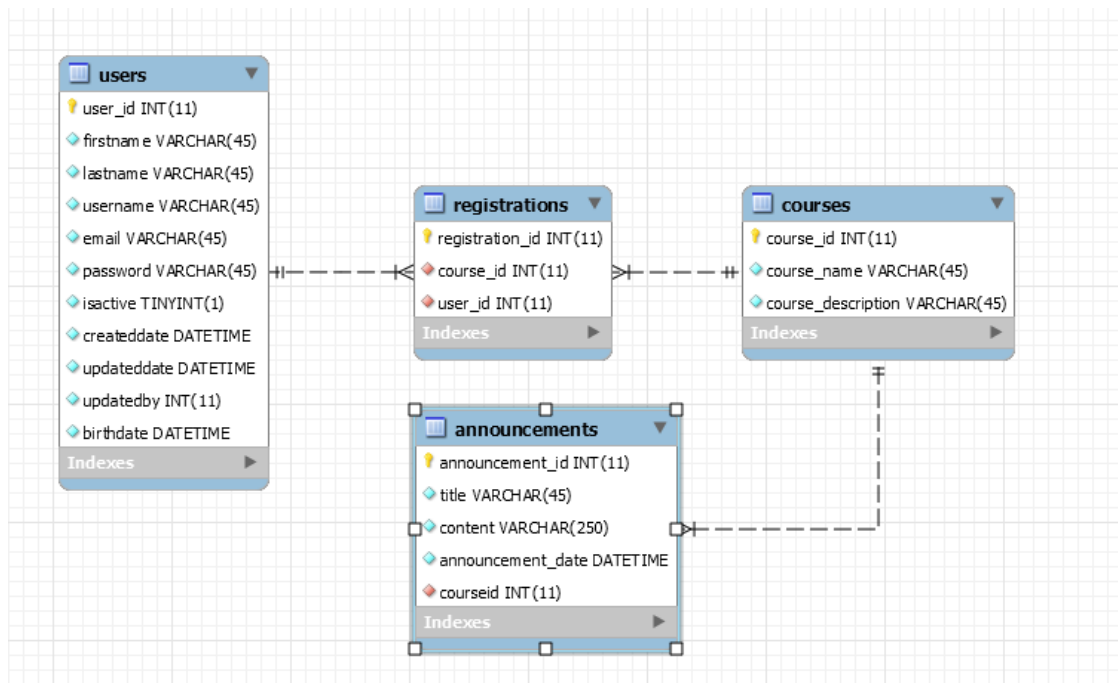 users
user_id INT(11)
firstname VARCHAR(45)
lastname VARCHAR(45)
username VARCHAR(45)
email VARCHAR(45)
password VARCHAR(45)
isactive TINYINT(1)
createddate DATETIME
updateddate DATETIME
updatedby INT(11)
birthdate DATETIME
Indexes
registrations
registration_id INT(11)
course_id INT(11)
user_id INT(11)
Indexes
courses
course_id INT(11)
course_name VARCHAR(45)
course_description VARCHAR(45)
Indexes
announcements
announcement_id INT(11)
title VARCHAR(45)
content VARCHAR(250)
announcement_date DATETIME
courseid INT(11)
Indexes